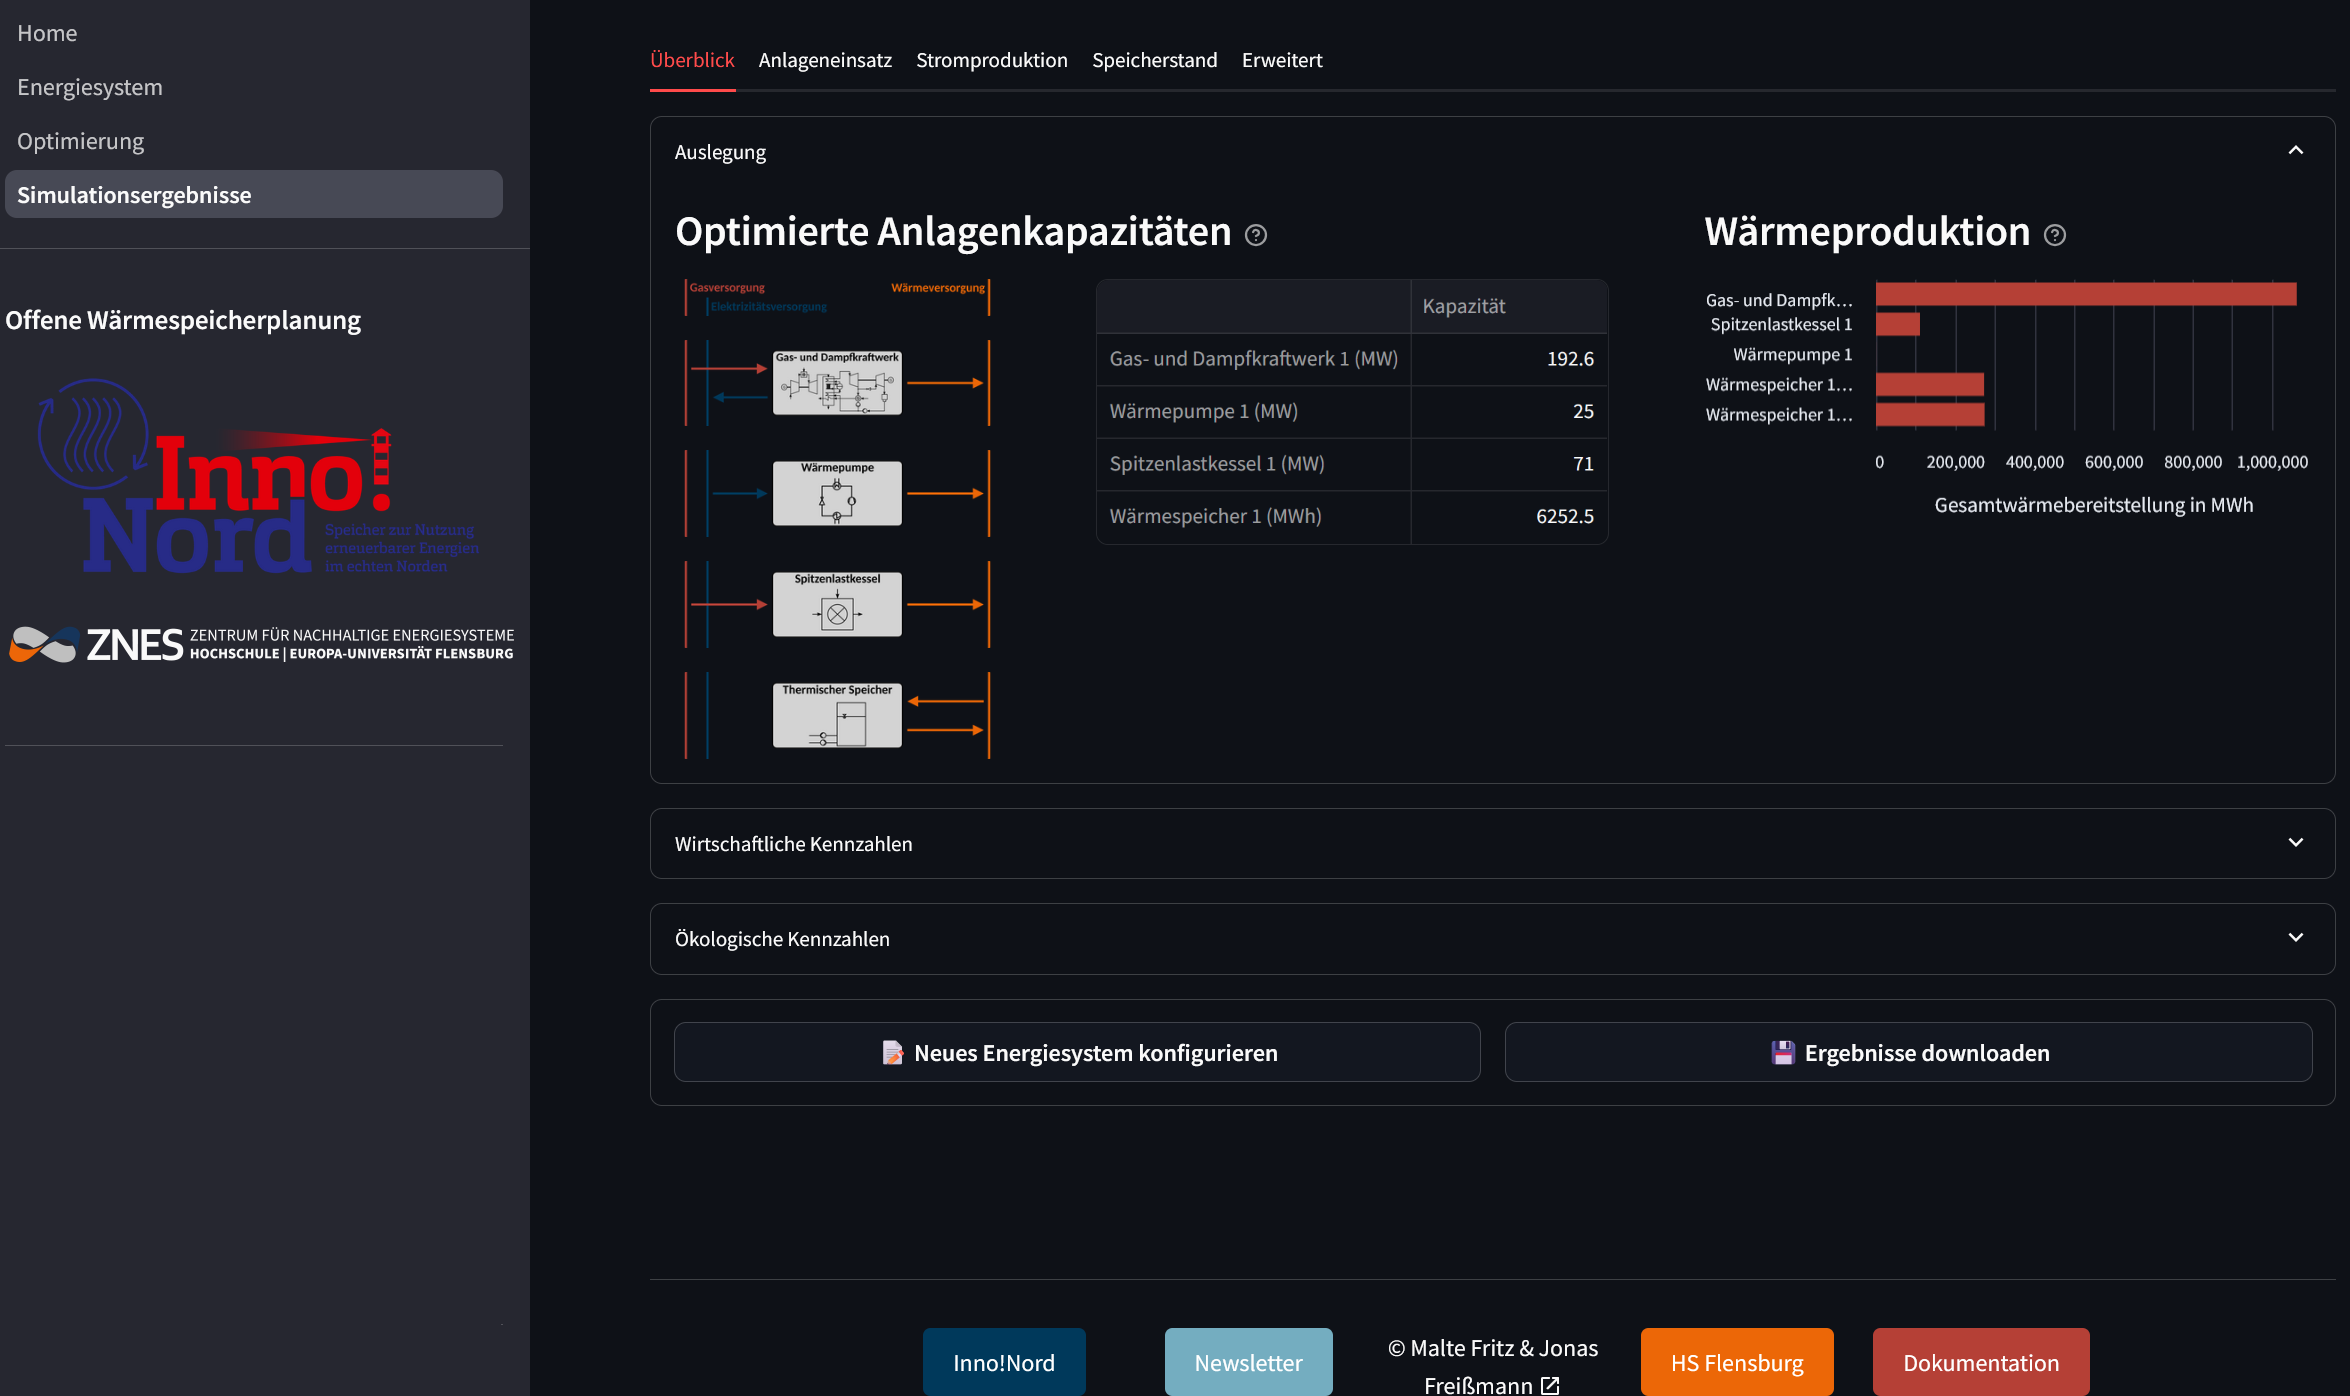 Home
Energiesystem
Optimierung
Simulationsergebnisse
Offene Wärmespeicherplanung
Inno!
Nord
Speicher zur Nutzung
erneuerbarer Energien
im echten Norden
ZNES
ZENTRUM FÜR NACHHALTIGE ENERGIESYSTEME
HOCHSCHULE | EUROPA-UNIVERSITÄT FLENSBURG
Überblick Anlageneinsatz Stromproduktion Speicherstand Erweitert
Auslegung
Optimierte Anlagenkapazitäten
Gasversorgung
Elektrizitätsversorgung
Wärmeversorgung
Gas- und Dampfkraftwerk
Wärmepumpe
Spitzenlastkessel
Thermischer Speicher
Kapazität
Gas- und Dampfkraftwerk 1 (MW) 192.6
Wärmepumpe 1 (MW) 25
Spitzenlastkessel 1 (MW) 71
Wärmespeicher 1 (MWh) 6252.5
Wärmeproduktion
Gas- und Dampfk…
Spitzenlastkessel 1
Wärmepumpe 1
Wärmespeicher 1…
Wärmespeicher 1…
0 200,000 400,000 600,000 800,000 1,000,000
Gesamtwärmebereitstellung in MWh
Wirtschaftliche Kennzahlen
Ökologische Kennzahlen
Neues Energiesystem konfigurieren
Ergebnisse downloaden
Inno!Nord
Newsletter
© Malte Fritz & Jonas
Freißmann
HS Flensburg
Dokumentation